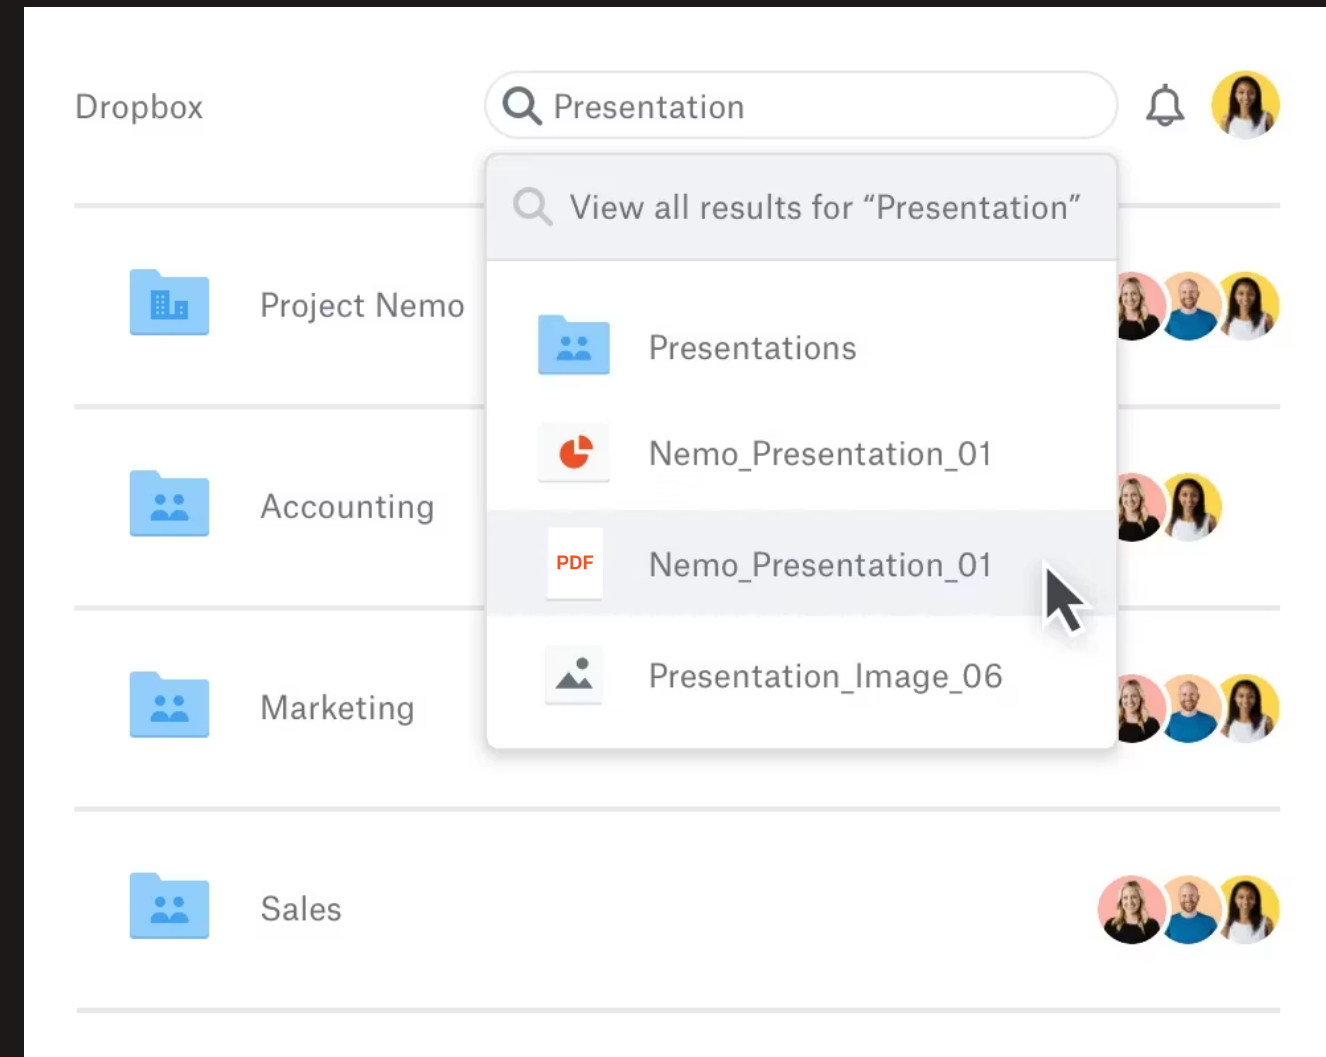 Dropbox
Presentation
View all results for “Presentation”
Project Nemo
Presentations
Nemo_Presentation_01
Accounting
PDF
Nemo_Presentation_01
Presentation_Image_06
Marketing
Sales